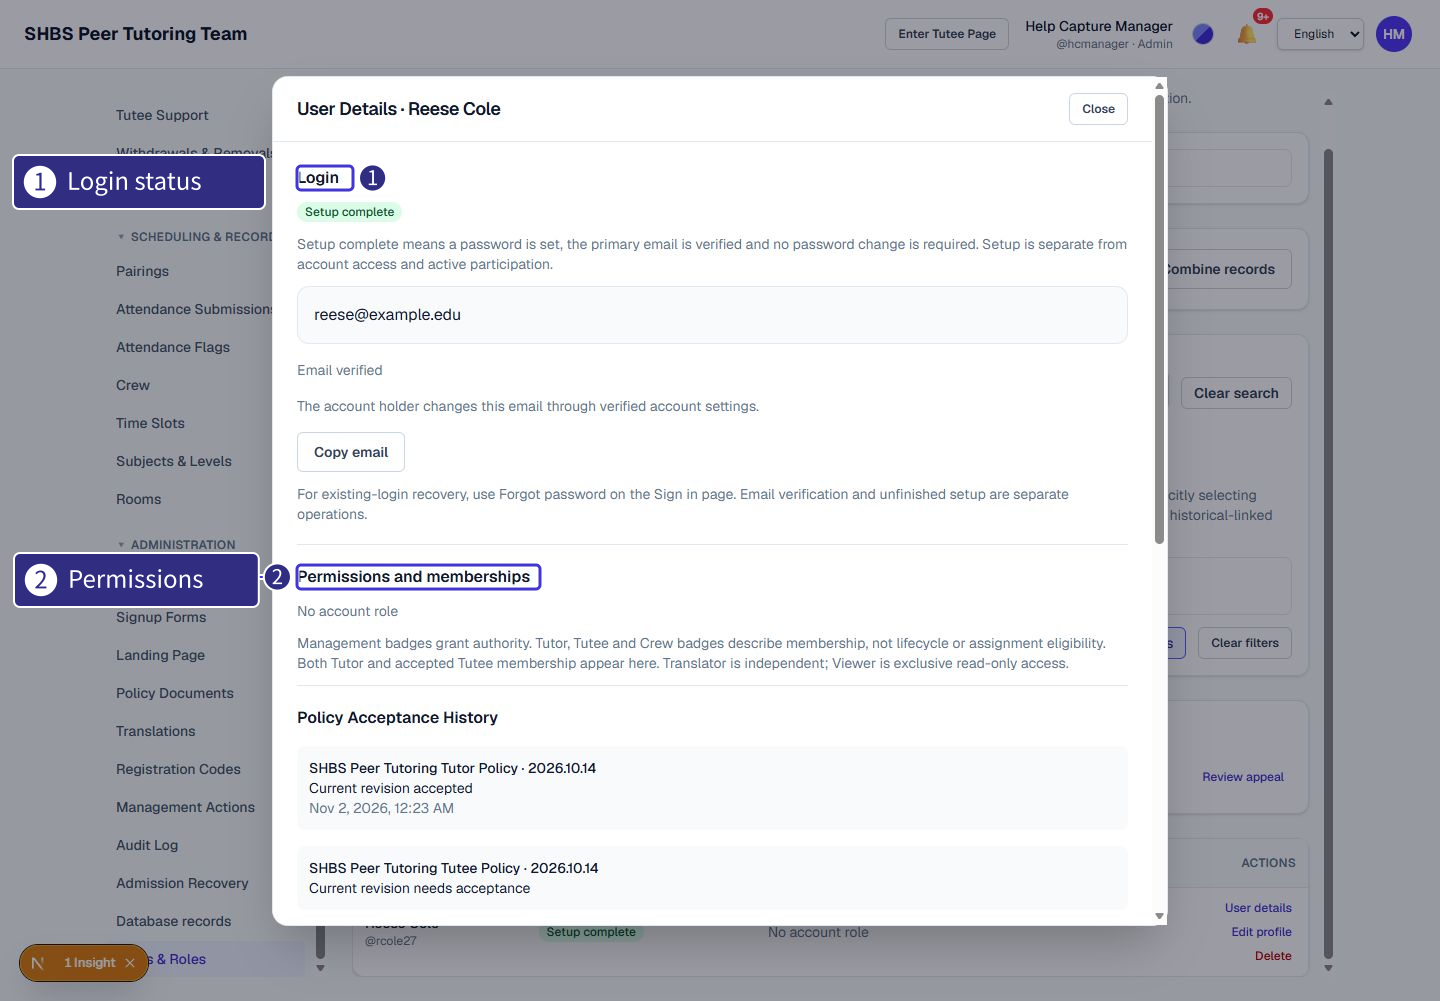 SHBS Peer Tutoring Team
Enter Tutee Page
Help Capture Manager
@hcmanager · Admin
9+
English
HM
Tutee Support
Withdrawals & Removals
1 Login status
SCHEDULING & RECORD
Pairings
Attendance Submissions
Attendance Flags
Crew
Time Slots
Subjects & Levels
Rooms
ADMINISTRATION
2 Permissions
Signup Forms
Landing Page
Policy Documents
Translations
Registration Codes
Management Actions
Audit Log
Admission Recovery
Database records
s & Roles
N 1 Insight ×
User Details · Reese Cole
Close
Login 1
Setup complete
Setup complete means a password is set, the primary email is verified and no password change is required. Setup is separate from
account access and active participation.
reese@example.edu
Email verified
The account holder changes this email through verified account settings.
Copy email
For existing-login recovery, use Forgot password on the Sign in page. Email verification and unfinished setup are separate
operations.
2 Permissions and memberships
No account role
Management badges grant authority. Tutor, Tutee and Crew badges describe membership, not lifecycle or assignment eligibility.
Both Tutor and accepted Tutee membership appear here. Translator is independent; Viewer is exclusive read-only access.
Policy Acceptance History
SHBS Peer Tutoring Tutor Policy · 2026.10.14
Current revision accepted
Nov 2, 2026, 12:23 AM
SHBS Peer Tutoring Tutee Policy · 2026.10.14
Current revision needs acceptance
tion.
Combine records
Clear search
citly selecting
historical-linked
s
Clear filters
Review appeal
ACTIONS
Reese Cole
@rcole27
Setup complete
No account role
User details
Edit profile
Delete